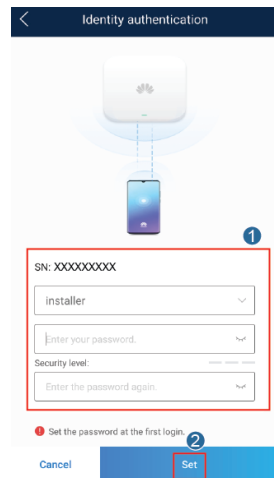 Identity authentication
1
SN: XXXXXXXXX
installer
Enter your password.
Security level:
Enter the password again.
Set the password at the first login.
2
Cancel
Set